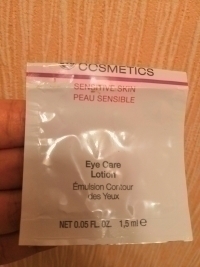 COSMETICS
SENSITIVE SKIN
PEAU SENSIBLE
Eye Care
Lotion
Émulsion Contour
des Yeux
NET 0.05 FL. OZ. 1,5 ml e